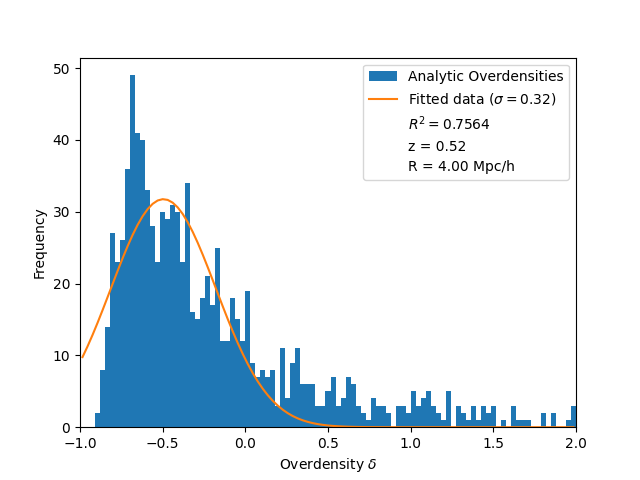 Analytic Overdensities
Fitted data (σ = 0.32)
R² = 0.7564
z = 0.52
R = 4.00 Mpc/h
50
40
30
20
10
0
Frequency
−1.0 −0.5 0.0 0.5 1.0 1.5 2.0
Overdensity δ